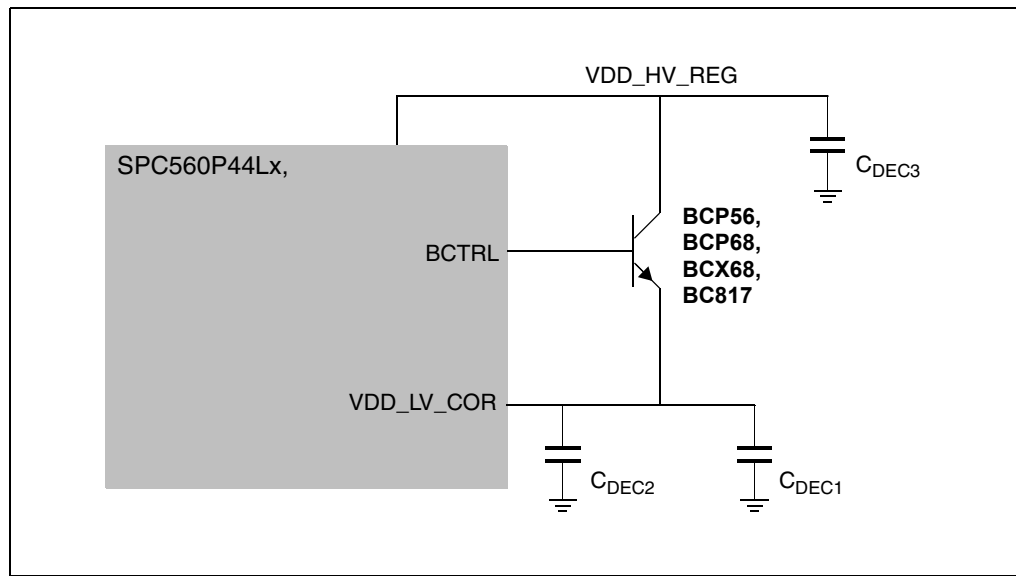 VDD_HV_REG
SPC560P44Lx,
CDEC3
BCP56,
BCP68,
BCX68,
BC817
BCTRL
VDD_LV_COR
CDEC2
CDEC1